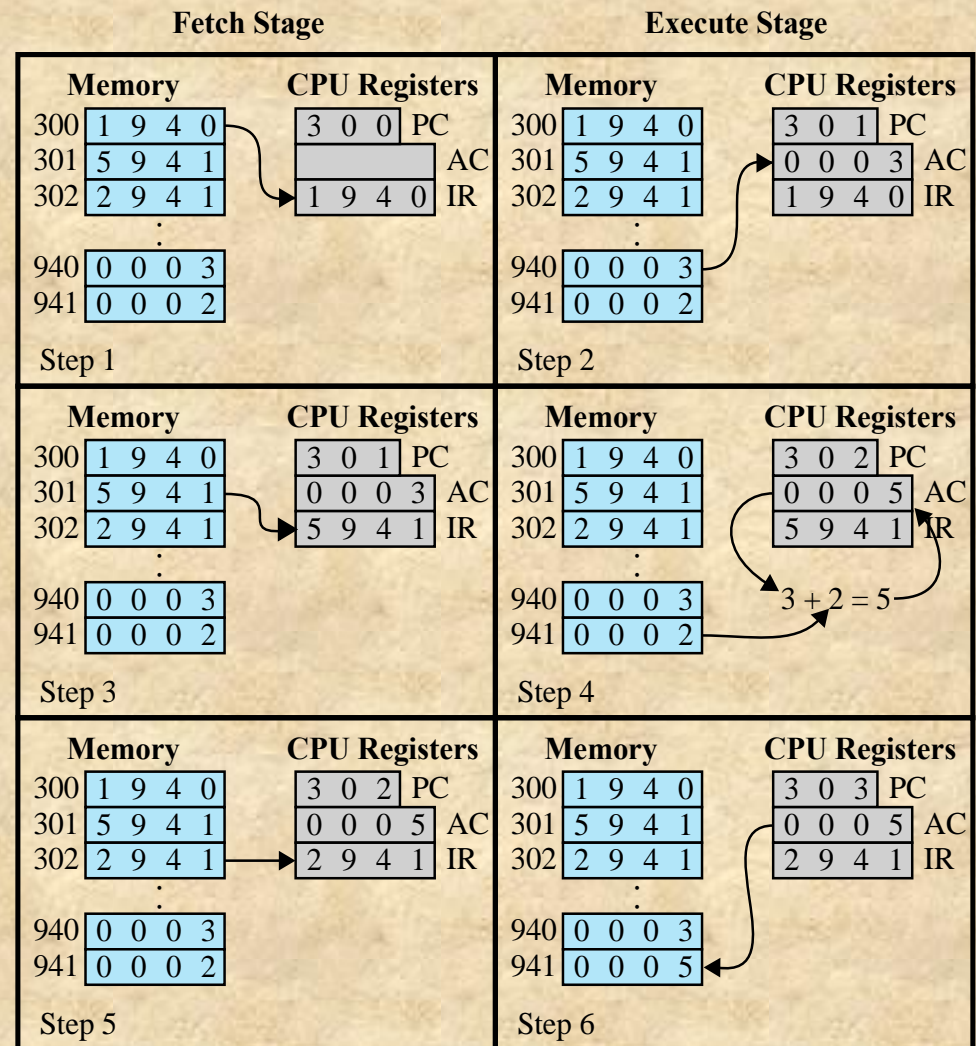 Fetch Stage
Execute Stage
Memory CPU Registers
300 1 9 4 0 3 0 0 PC
301 5 9 4 1 AC
302 2 9 4 1 1 9 4 0 IR
940 0 0 0 3
941 0 0 0 2
Step 1
Memory CPU Registers
300 1 9 4 0 3 0 1 PC
301 5 9 4 1 0 0 0 3 AC
302 2 9 4 1 1 9 4 0 IR
940 0 0 0 3
941 0 0 0 2
Step 2
Memory CPU Registers
300 1 9 4 0 3 0 1 PC
301 5 9 4 1 0 0 0 3 AC
302 2 9 4 1 5 9 4 1 IR
940 0 0 0 3
941 0 0 0 2
Step 3
Memory CPU Registers
300 1 9 4 0 3 0 2 PC
301 5 9 4 1 0 0 0 5 AC
302 2 9 4 1 5 9 4 1 IR
940 0 0 0 3 3 + 2 = 5
941 0 0 0 2
Step 4
Memory CPU Registers
300 1 9 4 0 3 0 2 PC
301 5 9 4 1 0 0 0 5 AC
302 2 9 4 1 2 9 4 1 IR
940 0 0 0 3
941 0 0 0 2
Step 5
Memory CPU Registers
300 1 9 4 0 3 0 3 PC
301 5 9 4 1 0 0 0 5 AC
302 2 9 4 1 2 9 4 1 IR
940 0 0 0 3
941 0 0 0 5
Step 6